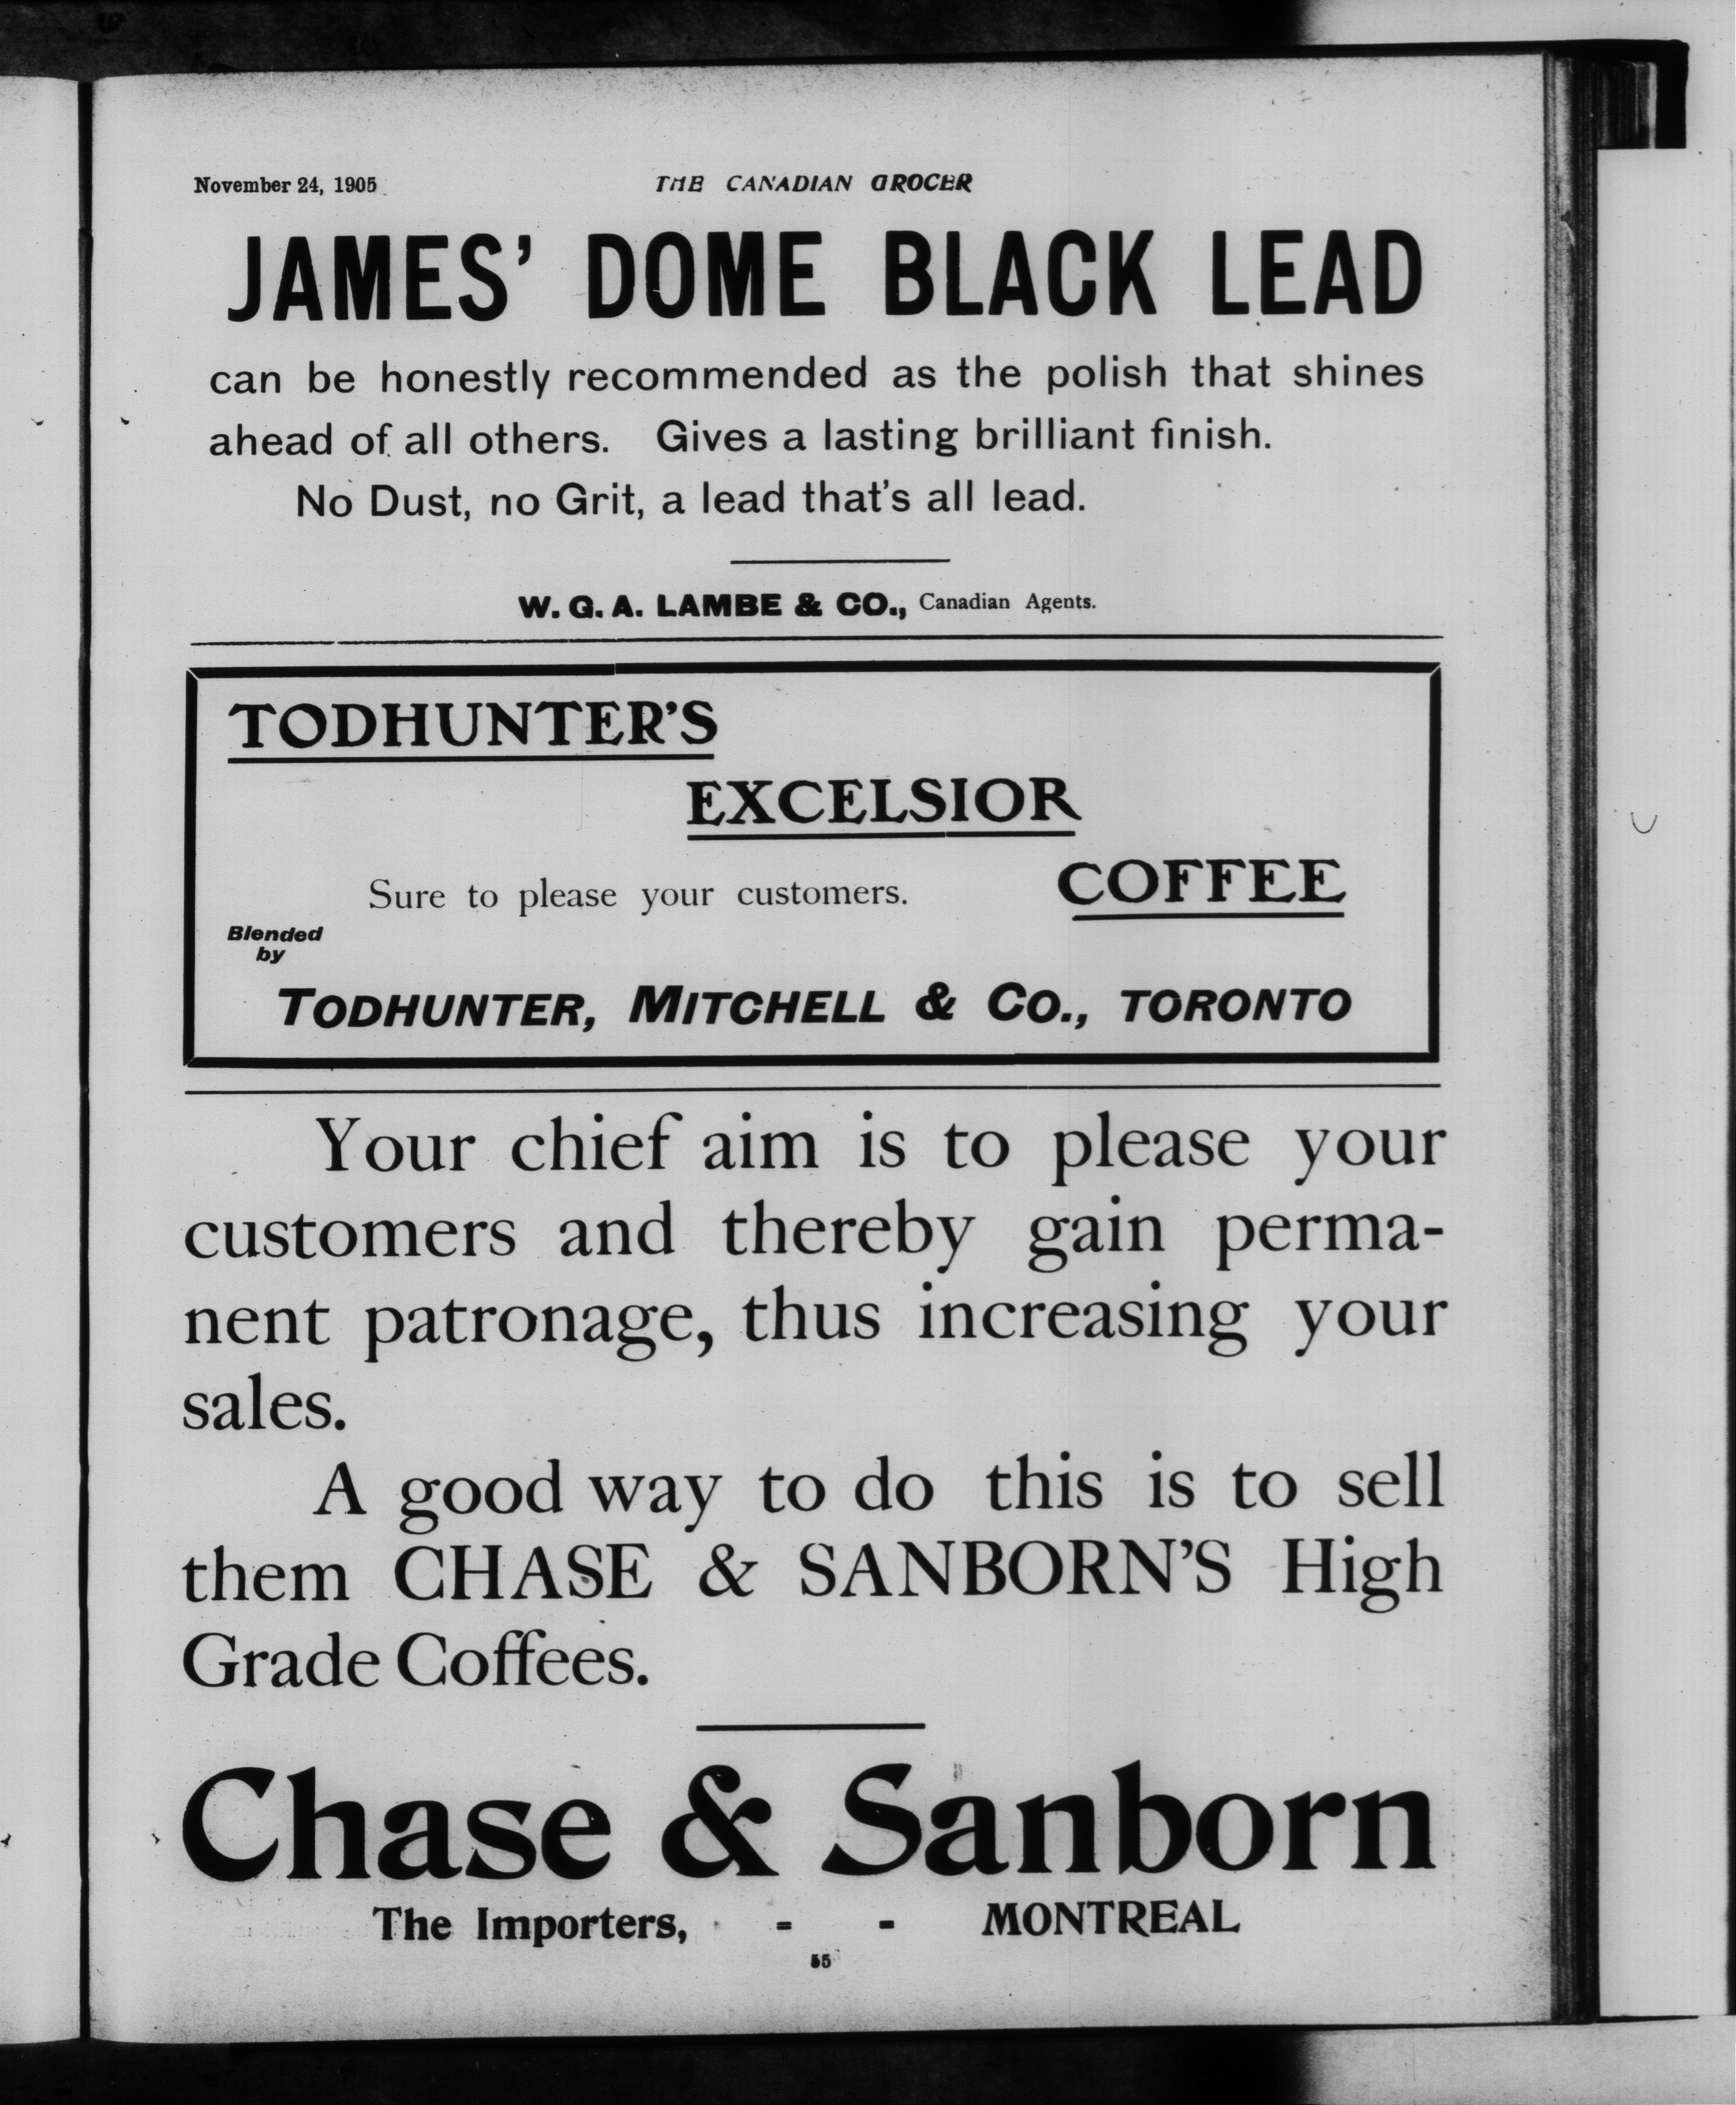 November 24, 1905
THE CANADIAN GROCER
JAMES' DOME BLACK LEAD
can be honestly recommended as the polish that shines
ahead of all others. Gives a lasting brilliant finish.
No Dust, no Grit, a lead that's all lead.
W. G. A. LAMBE & CO., Canadian Agents.
TODHUNTER'S
EXCELSIOR
COFFEE
Sure to please your customers.
Blended
by
TODHUNTER, MITCHELL & CO., TORONTO
Your chief aim is to please your
customers and thereby gain perma-
nent patronage, thus increasing your
sales.
A good way to do this is to sell
them CHASE & SANBORN'S High
Grade Coffees.
Chase & Sanborn
The Importers, - - MONTREAL
55